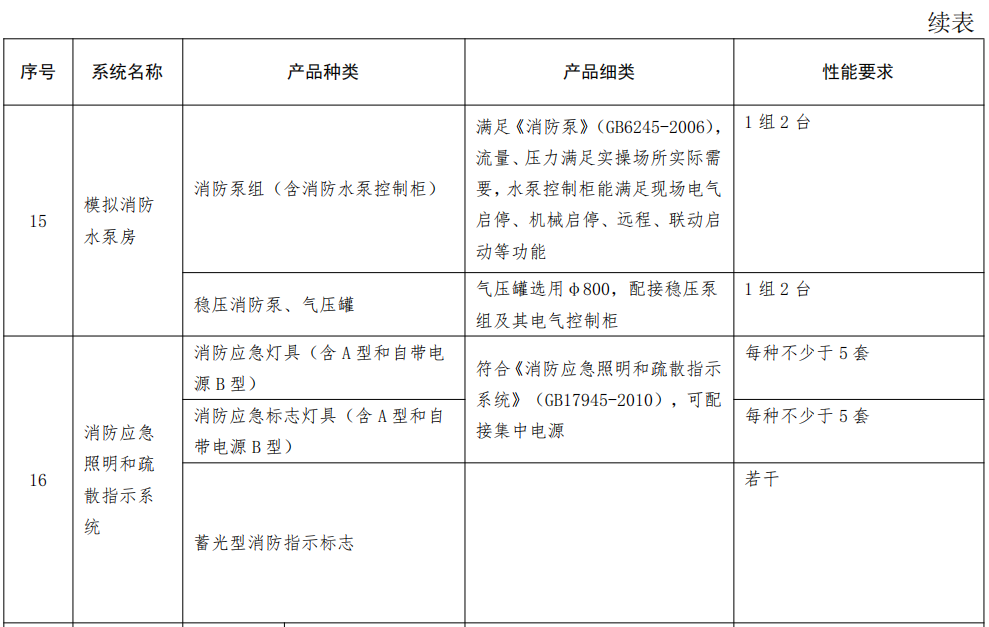 续表
序号 系统名称 产品种类 产品细类 性能要求
15
模拟消防
水泵房
消防泵组（含消防水泵控制柜）
满足《消防泵》（GB6245-2006），
流量、压力满足实操场所实际需
要，水泵控制柜能满足现场电气
启停、机械启停、远程、联动启
动等功能
1 组 2 台
稳压消防泵、气压罐
气压罐选用φ800，配接稳压泵
组及其电气控制柜
1 组 2 台
16
消防应急
照明和疏
散指示系
统
消防应急灯具（含 A 型和自带电
源 B 型）
符合《消防应急照明和疏散指示
系统》（GB17945-2010），可配
接集中电源
每种不少于 5 套
消防应急标志灯具（含 A 型和自
带电源 B 型）
每种不少于 5 套
蓄光型消防指示标志
若干